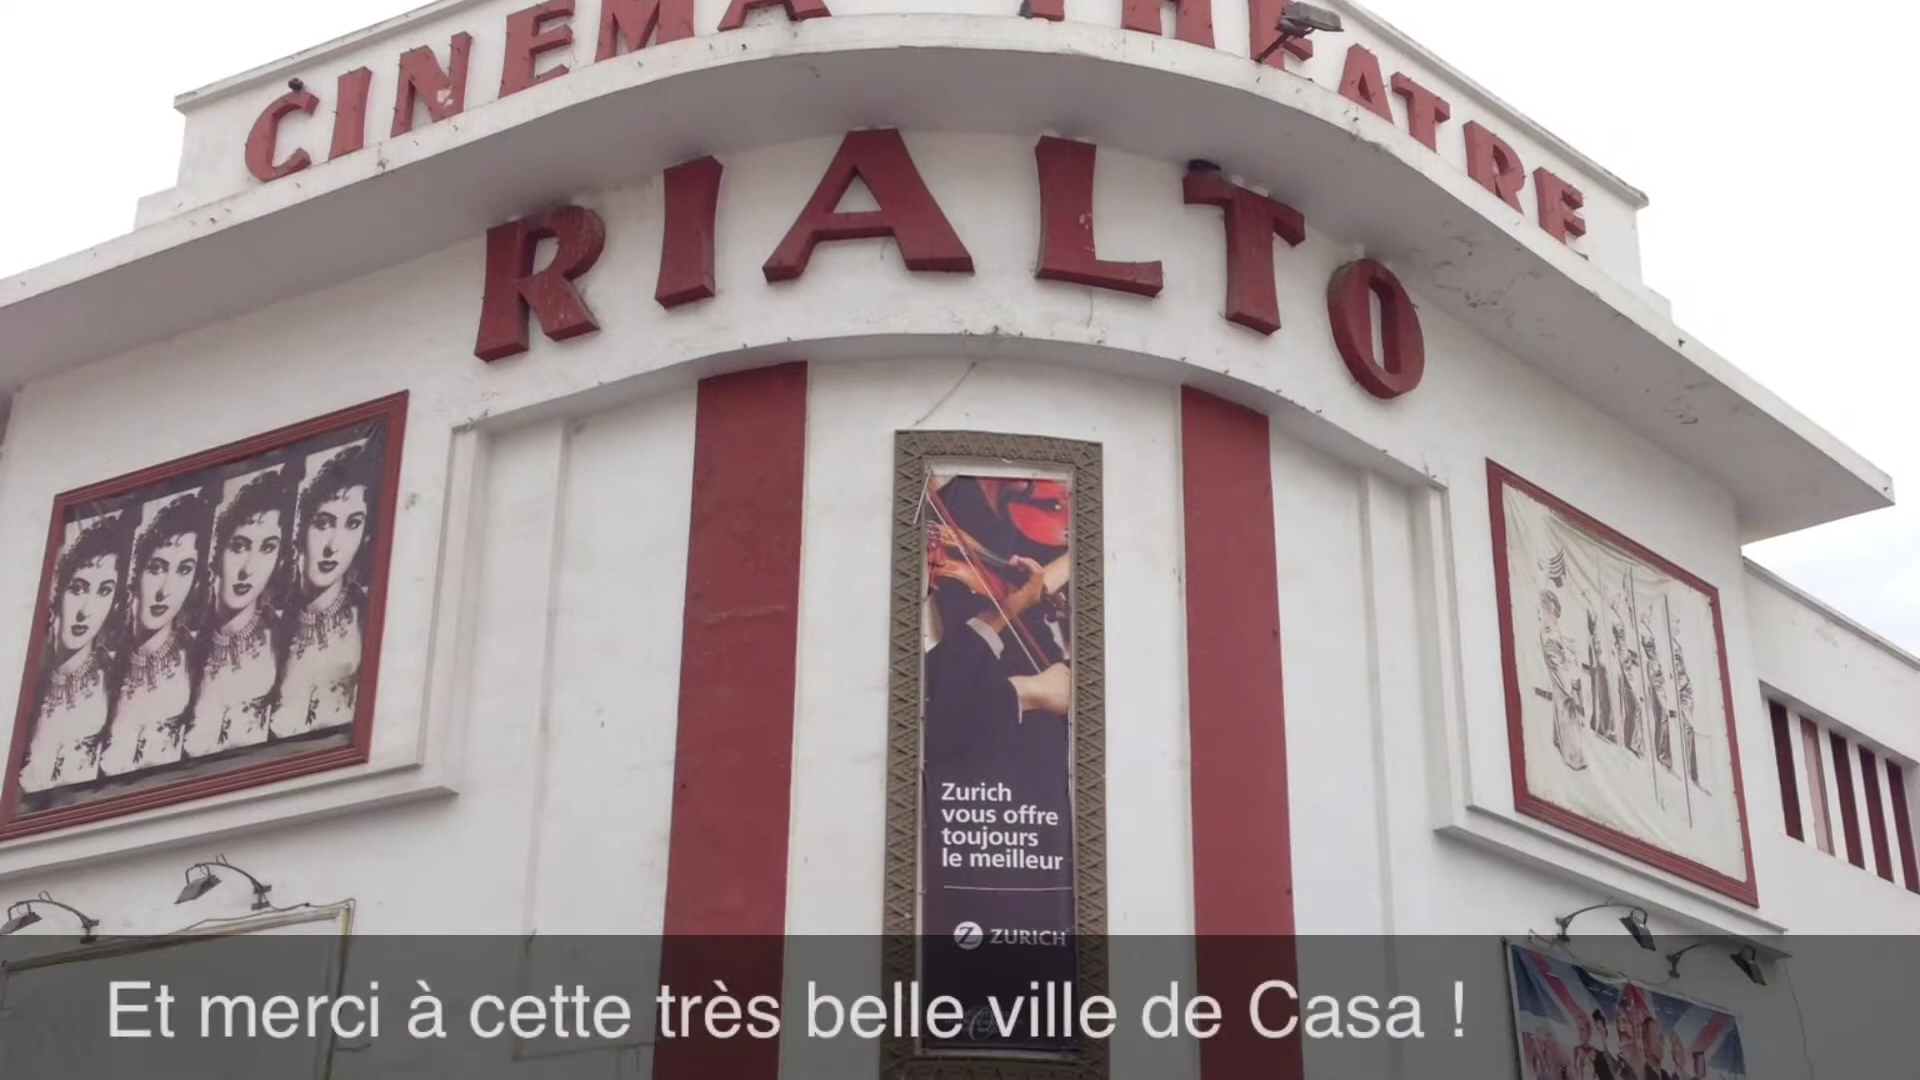 CINEMA THEATRE
RIALTO
Zurich
vous offre
toujours
le meilleur
ZURICH
Et merci à cette très belle ville de Casa !